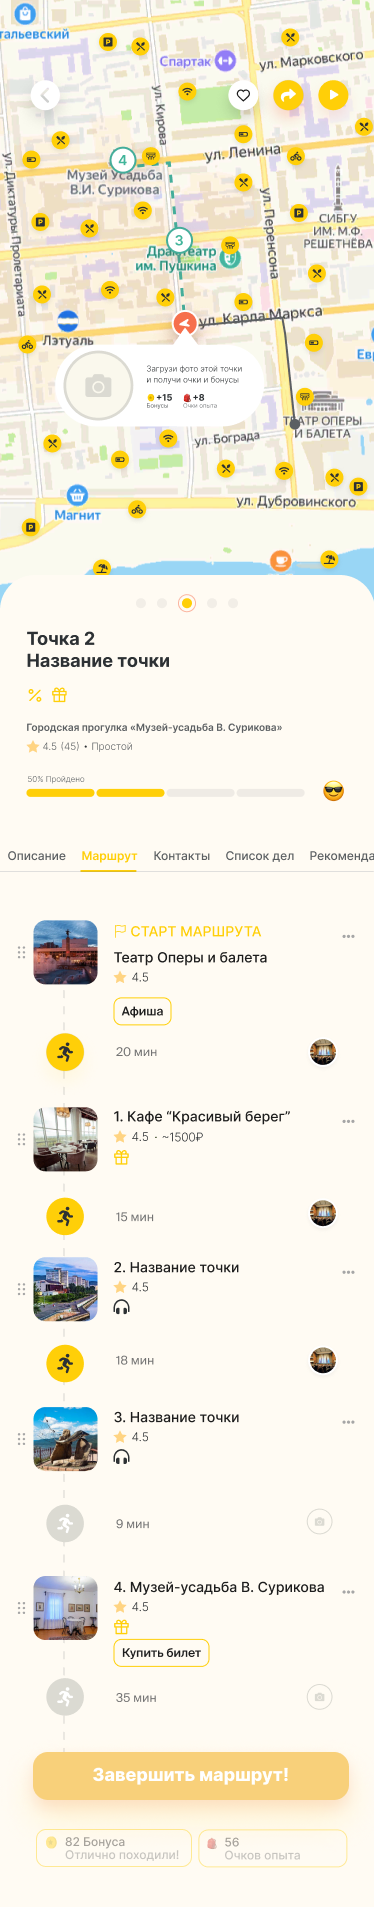 тальевский
Спартак
ул. Марковского
ул. Кирова
ул. Ленина
4
Музей Усадьба
В.И. Сурикова
ул. Диктатуры Пролетариата
ул. Перенсона
СИБГУ
ИМ. М.Ф.
РЕШЕТНЁВА
3
Драмтеатр
им. Пушкина
ул. Карла Маркса
Лэтуаль
Евр
Загрузи фото этой точки
и получи очки и бонусы
+15
Бонусы
+8
Очки опыта
ТЕАТР ОПЕРЫ
И БАЛЕТА
ул. Бограда
ул. Дубровинского
Магнит
Точка 2
Название точки
Городская прогулка «Музей-усадьба В. Сурикова»
4.5 (45) • Простой
50% Пройдено
Описание
Маршрут
Контакты
Список дел
Рекоменда
СТАРТ МАРШРУТА
Театр Оперы и балета
4.5
Афиша
20 мин
1. Кафе “Красивый берег”
4.5 · ~1500₽
15 мин
2. Название точки
4.5
18 мин
3. Название точки
4.5
9 мин
4. Музей-усадьба В. Сурикова
4.5
Купить билет
35 мин
Завершить маршрут!
82 Бонуса
Отлично походили!
56
Очков опыта